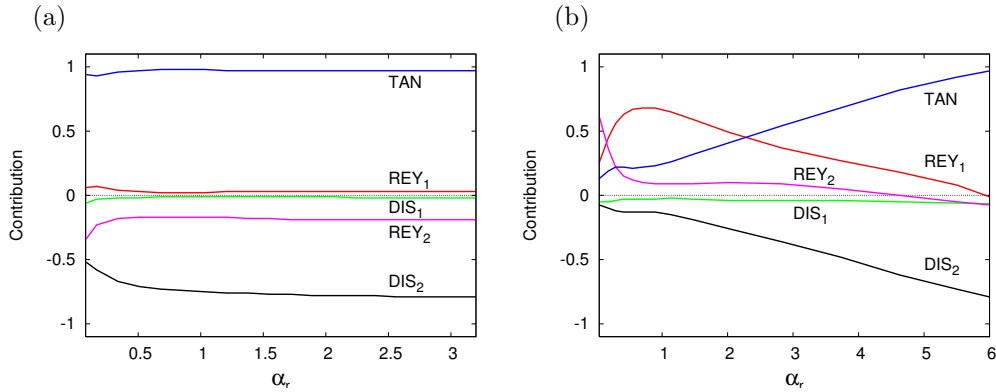 (a)
1
0.5
0
-0.5
-1
Contribution
TAN
REY1
DIS1
REY2
DIS2
0.5 1 1.5 2 2.5 3
αr
(b)
1
0.5
0
-0.5
-1
Contribution
TAN
REY1
REY2
DIS1
DIS2
1 2 3 4 5 6
αr